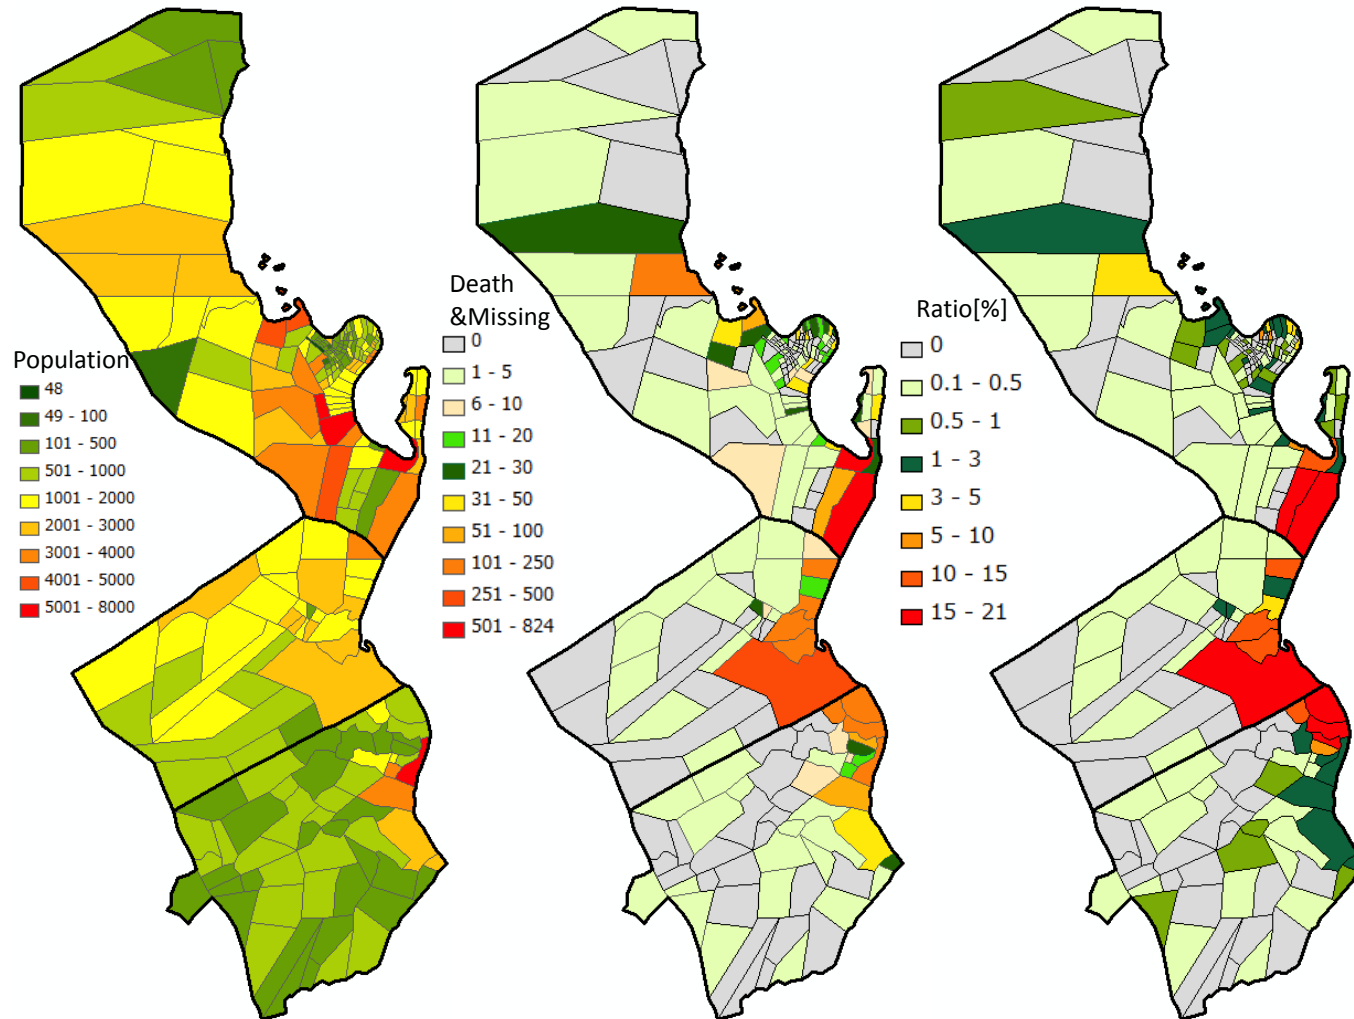 Population
48
49 - 100
101 - 500
501 - 1000
1001 - 2000
2001 - 3000
3001 - 4000
4001 - 5000
5001 - 8000
Death
&Missing
0
1 - 5
6 - 10
11 - 20
21 - 30
31 - 50
51 - 100
101 - 250
251 - 500
501 - 824
Ratio[%]
0
0.1 - 0.5
0.5 - 1
1 - 3
3 - 5
5 - 10
10 - 15
15 - 21